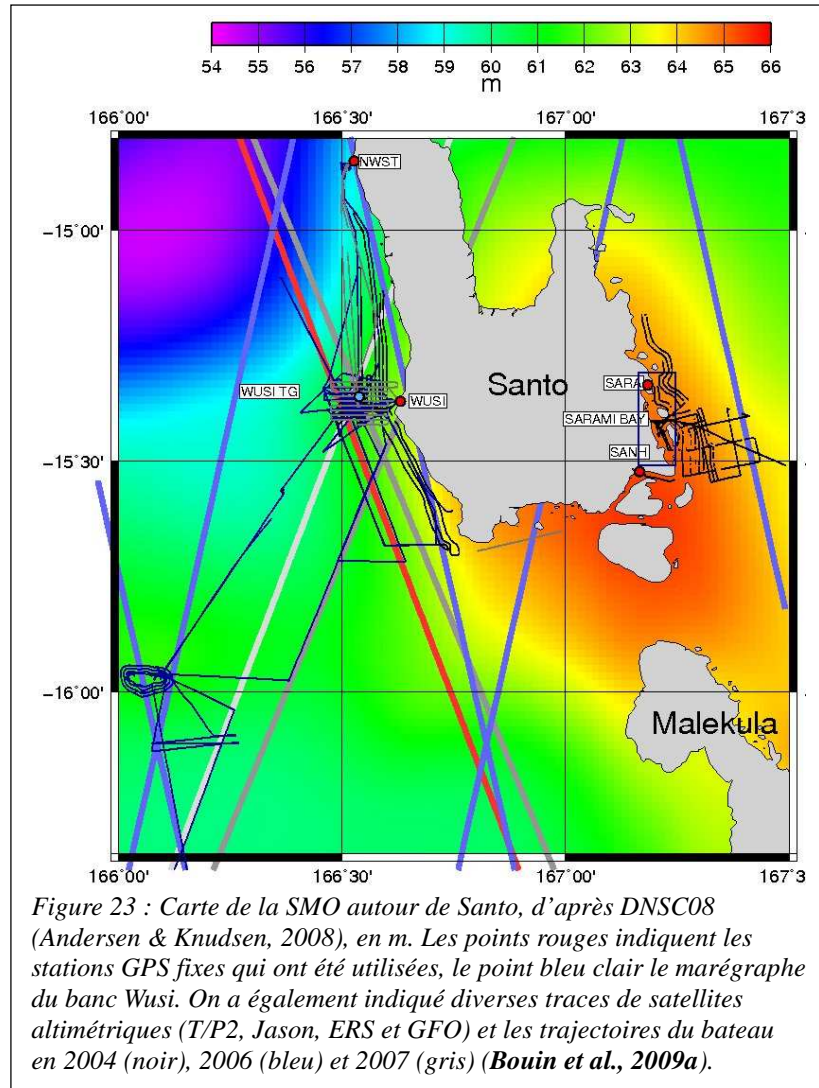 54 55 56 57 58 59 60 61 62 63 64 65 66
m
166˚00' 166˚30' 167˚00' 167˚3
NWST
-15˚00'
WUSI TG
WUSI
Santo
SARA
SARAMI BAY
SANH
-15˚30'
-16˚00'
Malekula
166˚00' 166˚30' 167˚00' 167˚3
Figure 23 : Carte de la SMO autour de Santo, d'après DNSC08
(Andersen & Knudsen, 2008), en m. Les points rouges indiquent les
stations GPS fixes qui ont été utilisées, le point bleu clair le marégraphe
du banc Wusi. On a également indiqué diverses traces de satellites
altimétriques (T/P2, Jason, ERS et GFO) et les trajectoires du bateau
en 2004 (noir), 2006 (bleu) et 2007 (gris) (Bouin et al., 2009a).